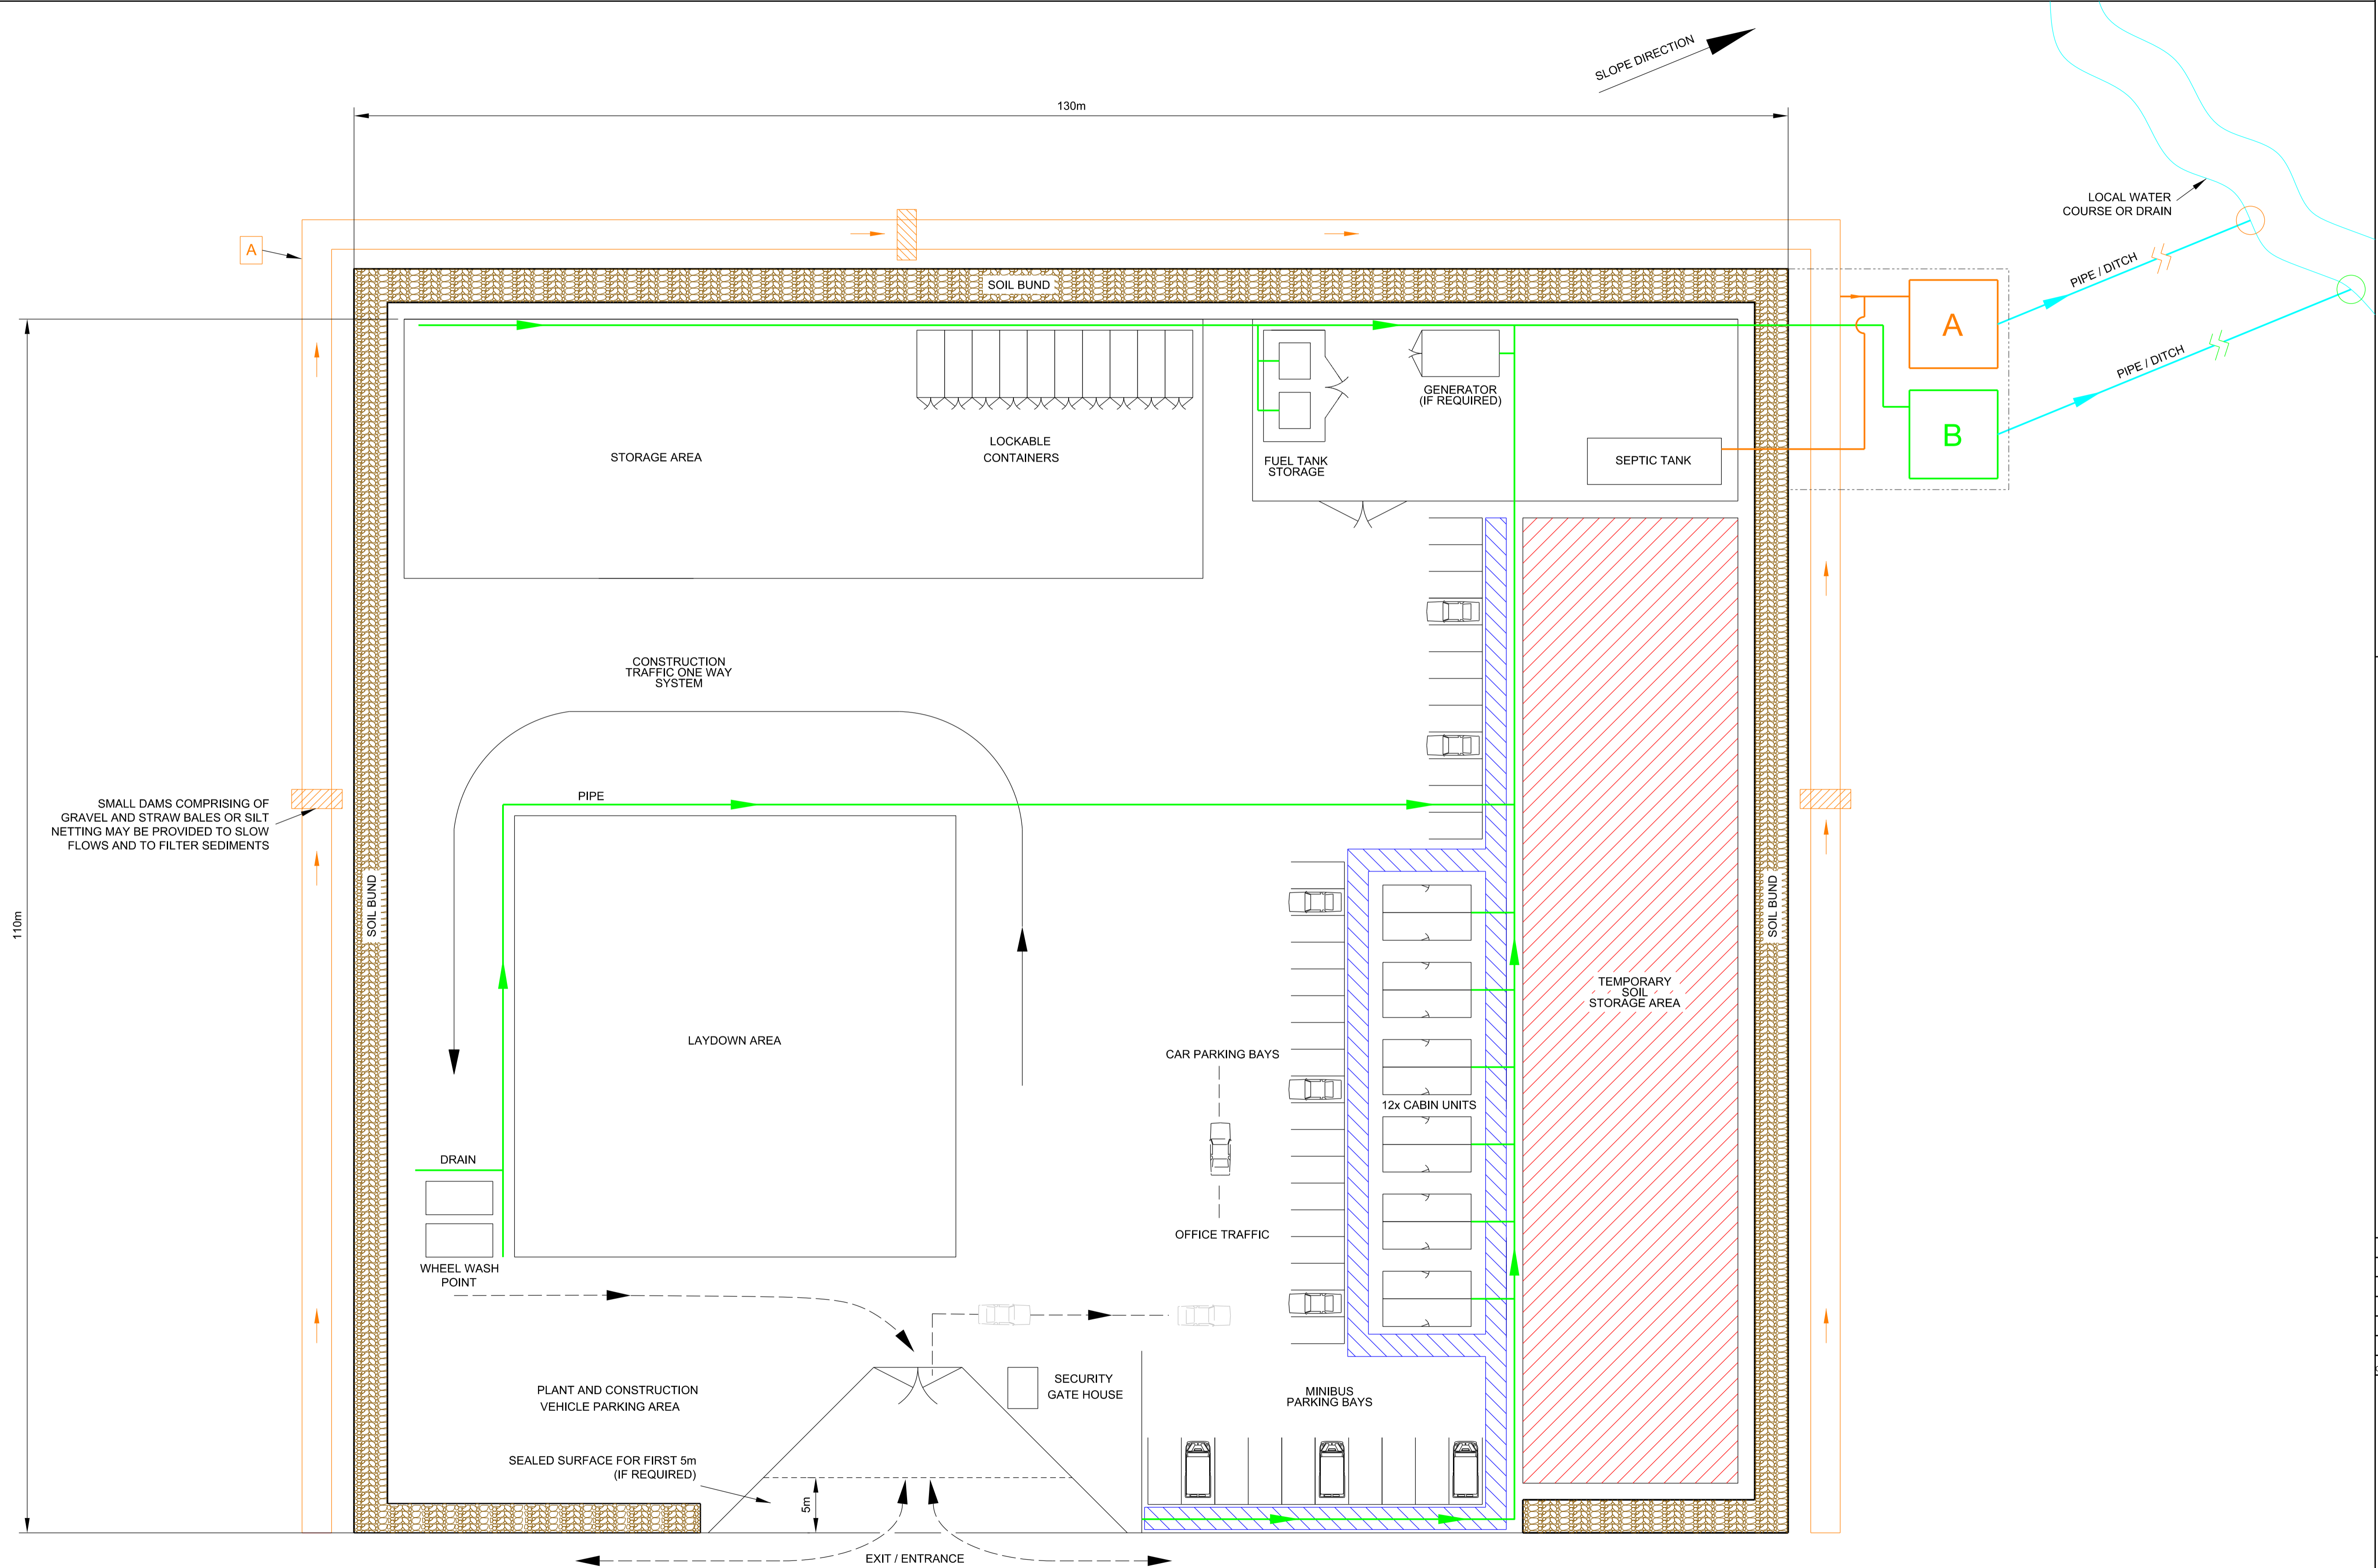 SLOPE DIRECTION
130m
LOCAL WATER
COURSE OR DRAIN
A
SOIL BUND
PIPE / DITCH
A
PIPE / DITCH
B
GENERATOR
(IF REQUIRED)
LOCKABLE
CONTAINERS
STORAGE AREA
FUEL TANK
STORAGE
SEPTIC TANK
CONSTRUCTION
TRAFFIC ONE WAY
SYSTEM
PIPE
SMALL DAMS COMPRISING OF
GRAVEL AND STRAW BALES OR SILT
NETTING MAY BE PROVIDED TO SLOW
FLOWS AND TO FILTER SEDIMENTS
110m
SOIL BUND
SOIL BUND
TEMPORARY
SOIL
STORAGE AREA
LAYDOWN AREA
CAR PARKING BAYS
12x CABIN UNITS
DRAIN
OFFICE TRAFFIC
WHEEL WASH
POINT
SECURITY
GATE HOUSE
PLANT AND CONSTRUCTION
VEHICLE PARKING AREA
MINIBUS
PARKING BAYS
SEALED SURFACE FOR FIRST 5m
(IF REQUIRED)
5m
EXIT / ENTRANCE